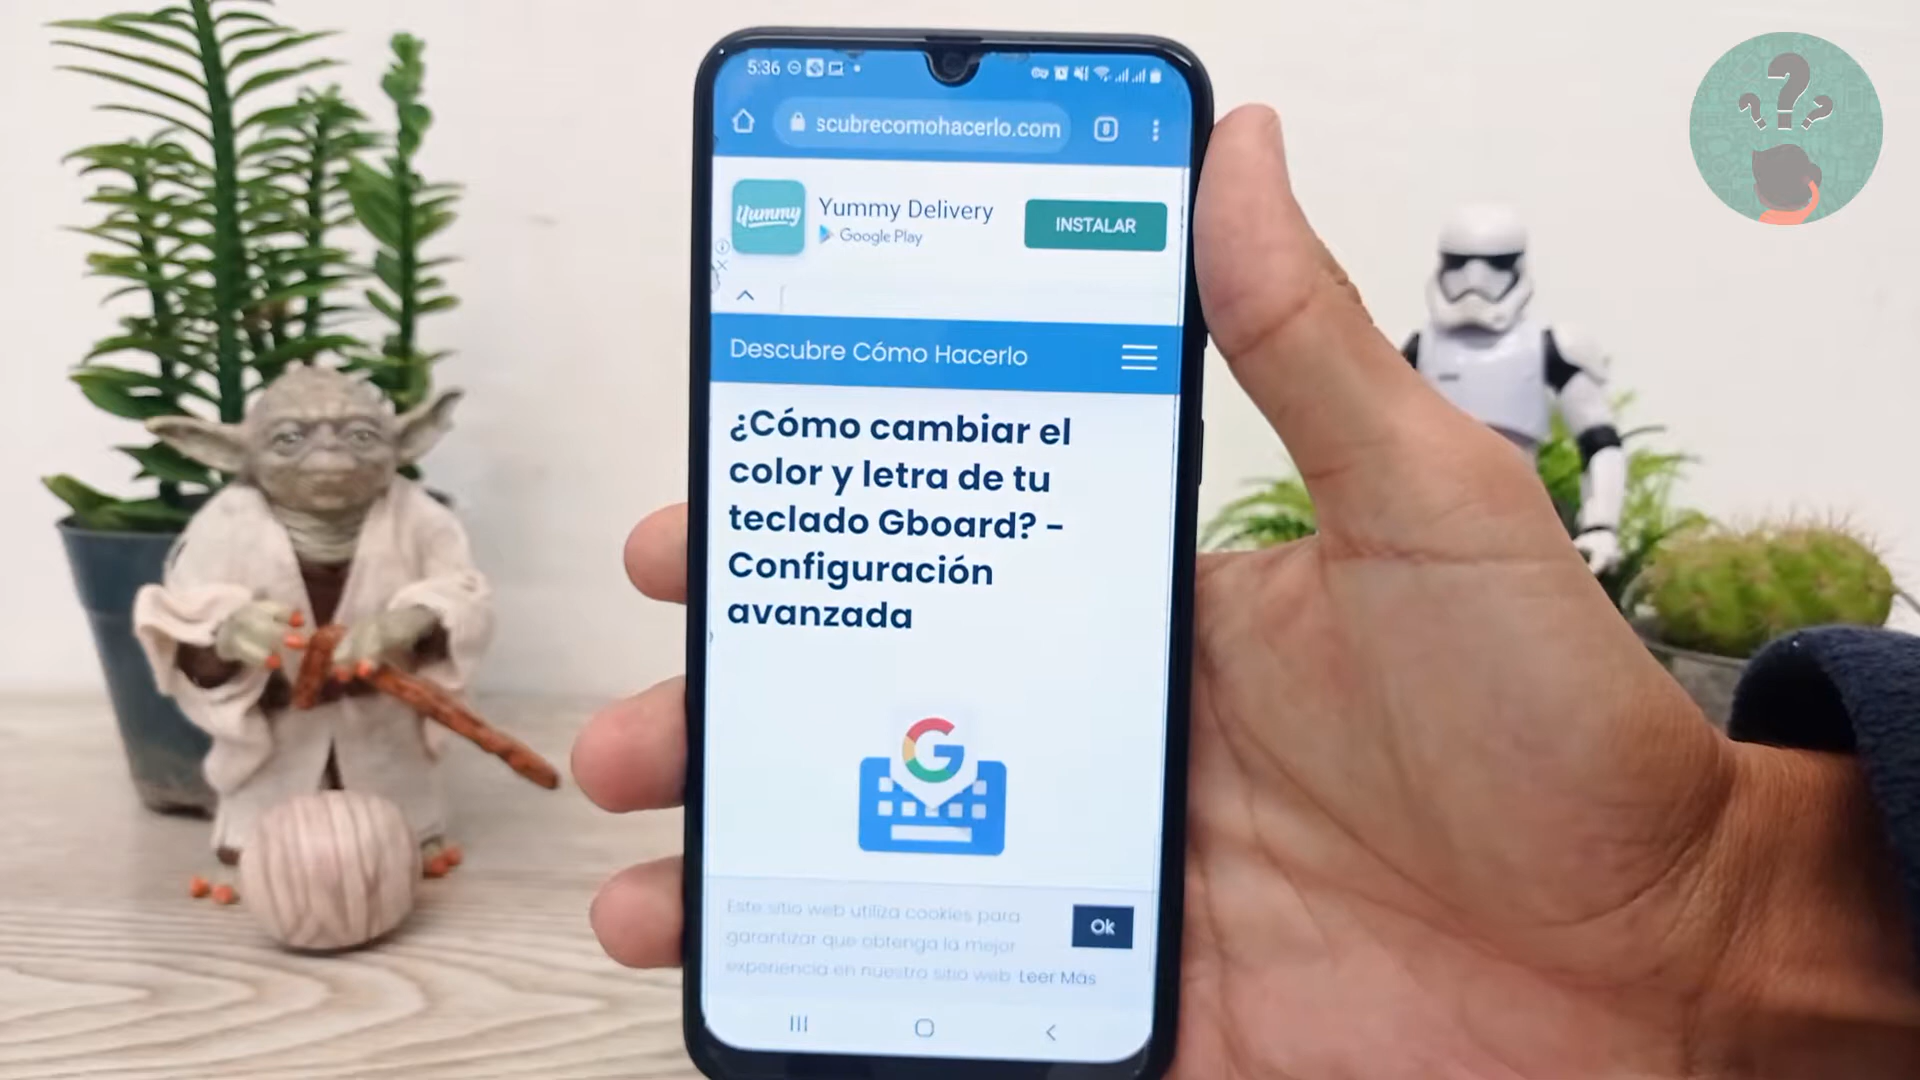 5:36
scubrecomohacerlo.com
Yummy
Yummy Delivery
Google Play
INSTALAR
Descubre Cómo Hacerlo
¿Cómo cambiar el
color y letra de tu
teclado Gboard? -
Configuración
avanzada
G
Este sitio web utiliza cookies para
garantizar que obtenga la mejor
experiencia en nuestro sitio web Leer Más
Ok